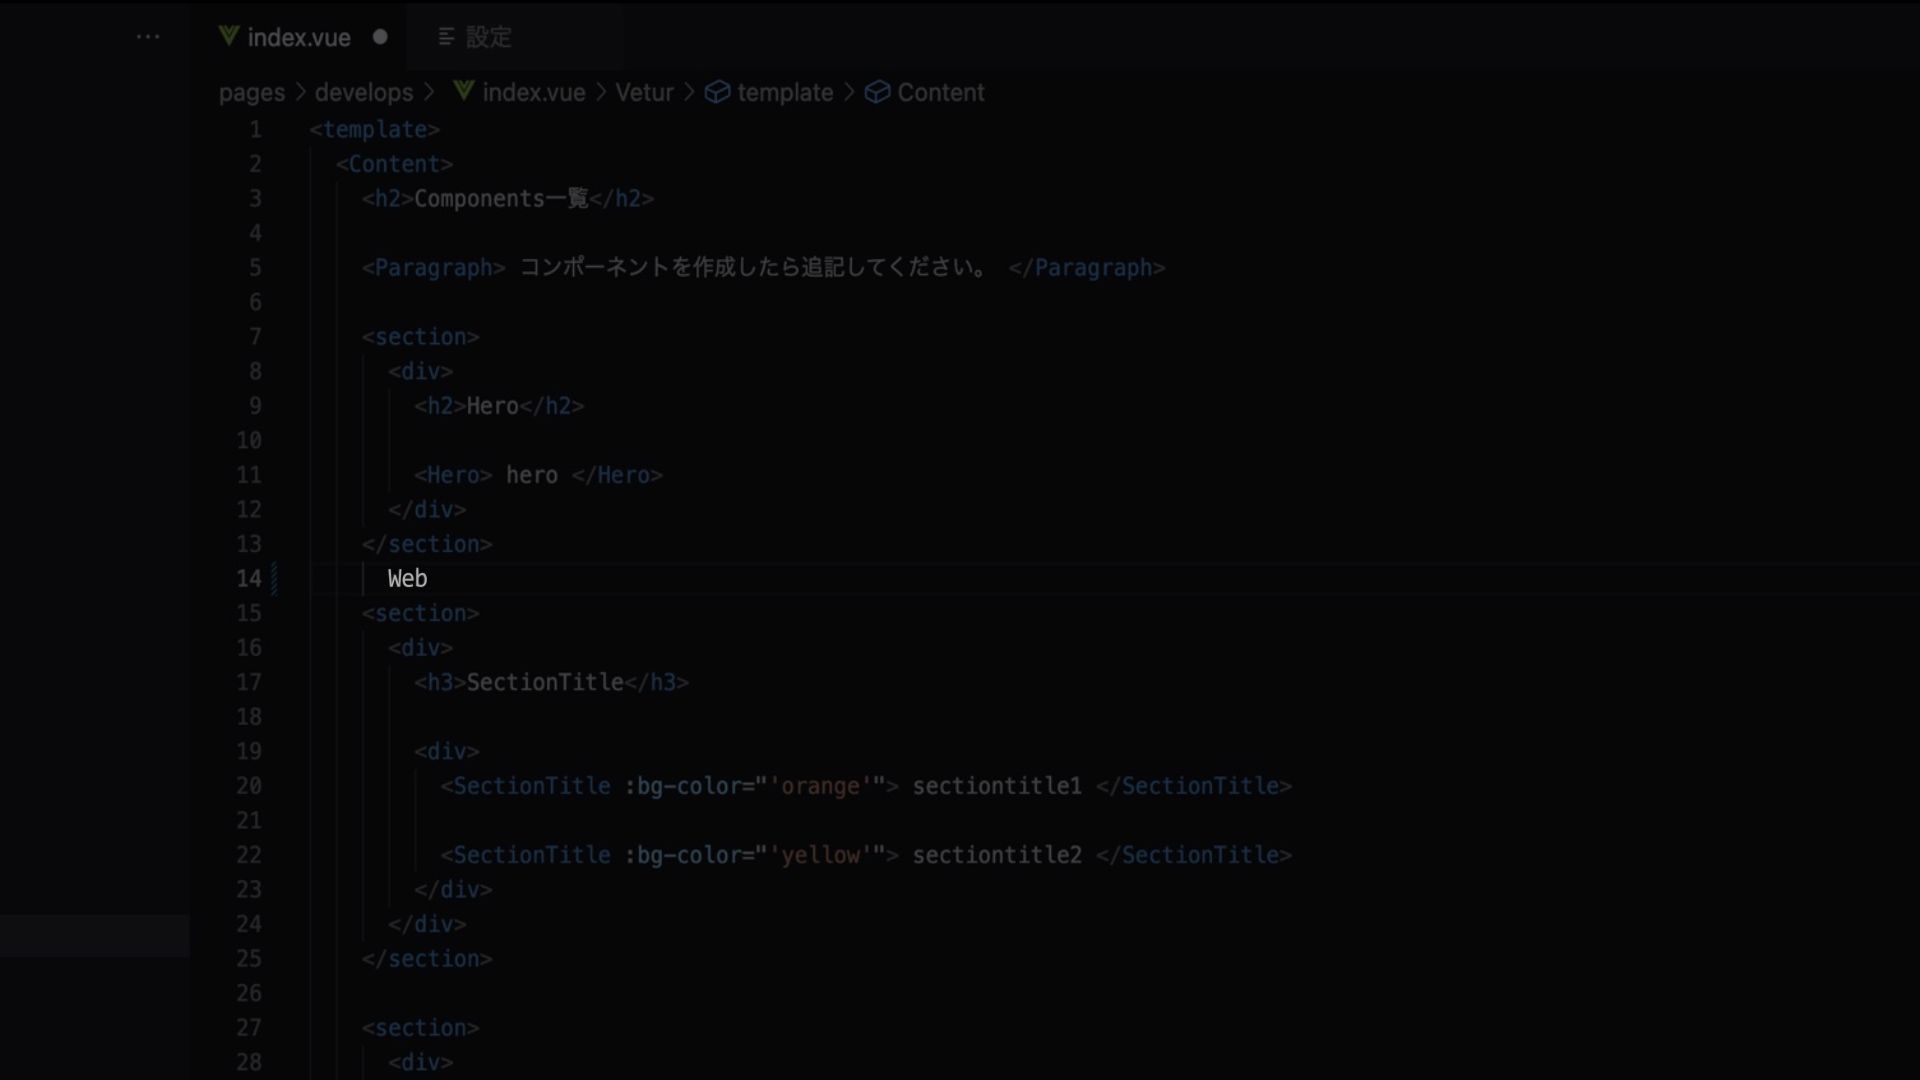 … index.vue ● 設定
pages > develops > index.vue > Vetur > template > Content
1 <template>
2 <Content>
3 <h2>Components一覧</h2>
4
5 <Paragraph> コンポーネントを作成したら追記してください。 </Paragraph>
6
7 <section>
8 <div>
9 <h2>Hero</h2>
10
11 <Hero> hero </Hero>
12 </div>
13 </section>
14 Web
15 <section>
16 <div>
17 <h3>SectionTitle</h3>
18
19 <div>
20 <SectionTitle :bg-color="'orange'"> sectiontitle1 </SectionTitle>
21
22 <SectionTitle :bg-color="'yellow'"> sectiontitle2 </SectionTitle>
23 </div>
24 </div>
25 </section>
26
27 <section>
28 <div>